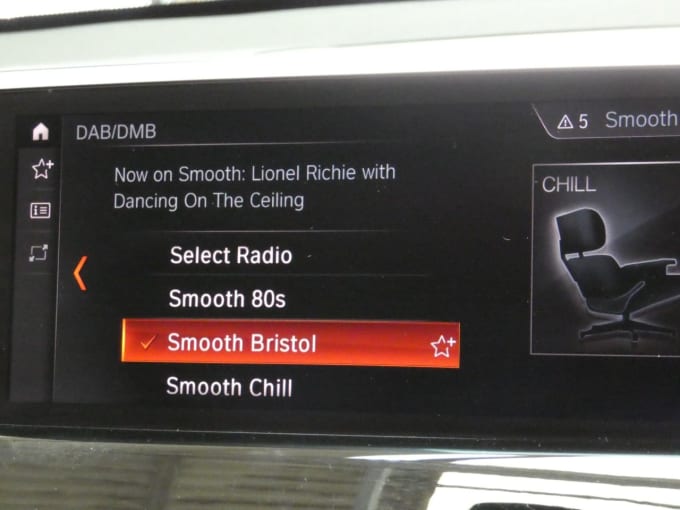 DAB/DMB
5 Smooth
Now on Smooth: Lionel Richie with
Dancing On The Ceiling
Select Radio
Smooth 80s
Smooth Bristol
Smooth Chill
CHILL